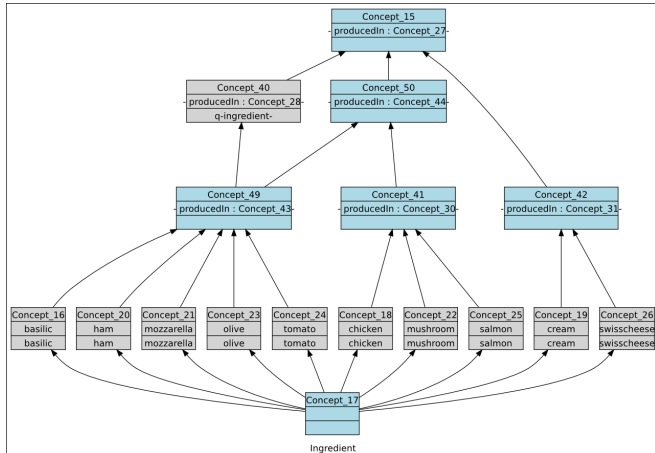 Concept_15
- producedIn : Concept_27-
Concept_40
- producedIn : Concept_28-
q-ingredient-
Concept_50
- producedIn : Concept_44-
Concept_49
- producedIn : Concept_43-
Concept_41
- producedIn : Concept_30-
Concept_42
- producedIn : Concept_31-
Concept_16
basilic
basilic
Concept_20
ham
ham
Concept_21
mozzarella
mozzarella
Concept_23
olive
olive
Concept_24
tomato
tomato
Concept_18
chicken
chicken
Concept_22
mushroom
mushroom
Concept_25
salmon
salmon
Concept_19
cream
cream
Concept_26
swisscheese
swisscheese
Concept_17
Ingredient